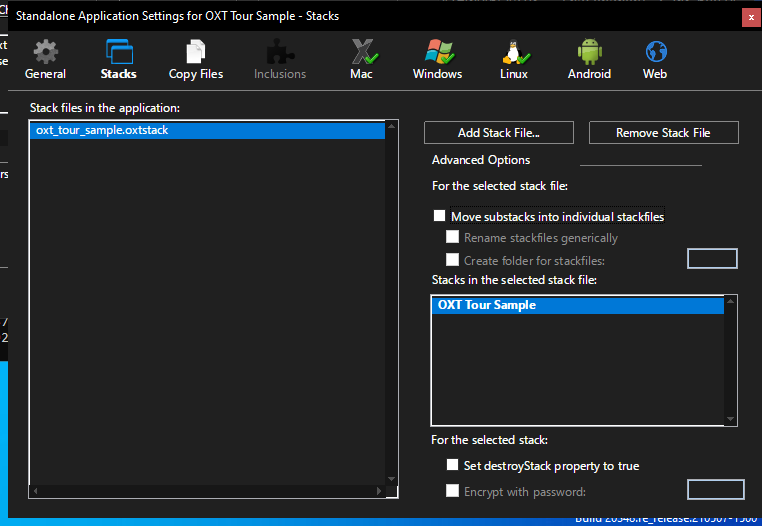 Standalone Application Settings for OXT Tour Sample - Stacks
x
General Stacks Copy Files Inclusions Mac Windows Linux Android Web
Stack files in the application:
oxt_tour_sample.oxtstack
Add Stack File... Remove Stack File
Advanced Options
For the selected stack file:
Move substacks into individual stackfiles
Rename stackfiles generically
Create folder for stackfiles:
Stacks in the selected stack file:
OXT Tour Sample
For the selected stack:
Set destroyStack property to true
Encrypt with password: